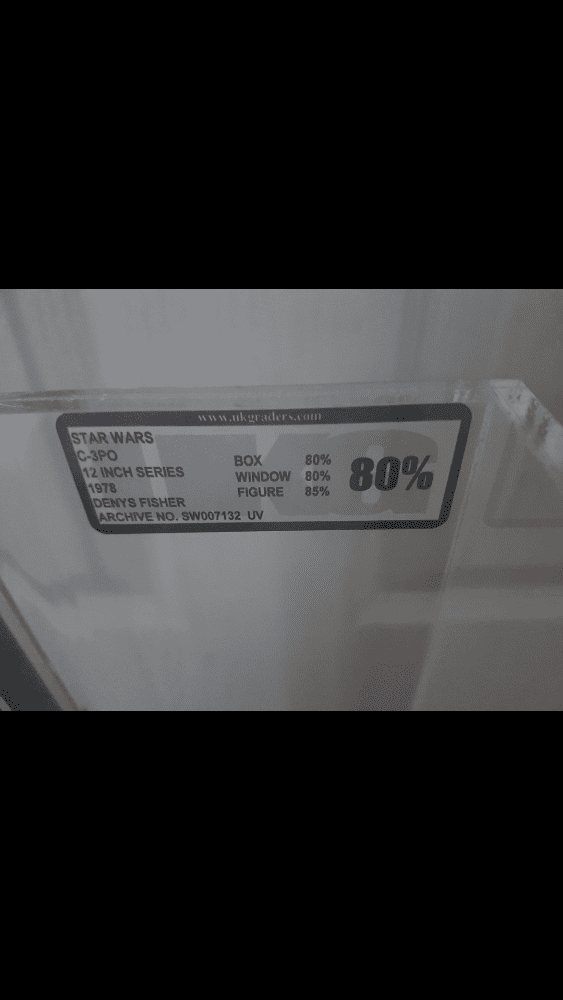 www.ukgraders.com
STAR WARS
C-3PO
12 INCH SERIES
1978
DENYS FISHER
ARCHIVE NO. SW007132 UV
BOX 80%
WINDOW 80%
FIGURE 85%
80%